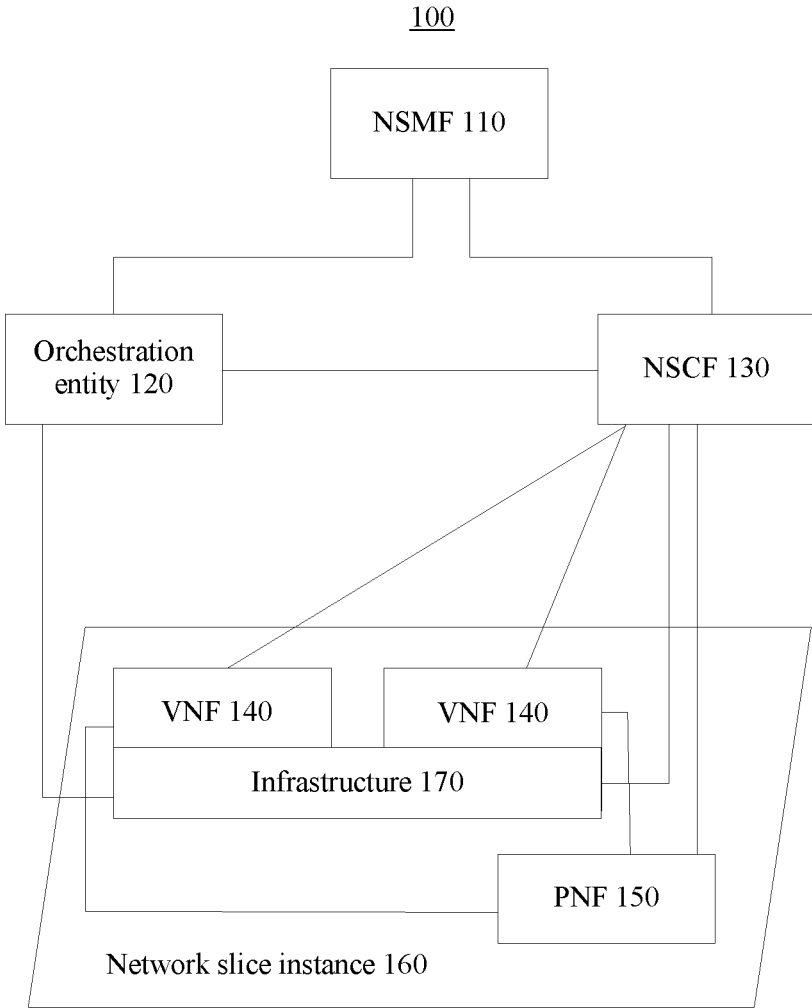 100
NSMF 110
Orchestration
entity 120
NSCF 130
VNF 140
VNF 140
Infrastructure 170
PNF 150
Network slice instance 160